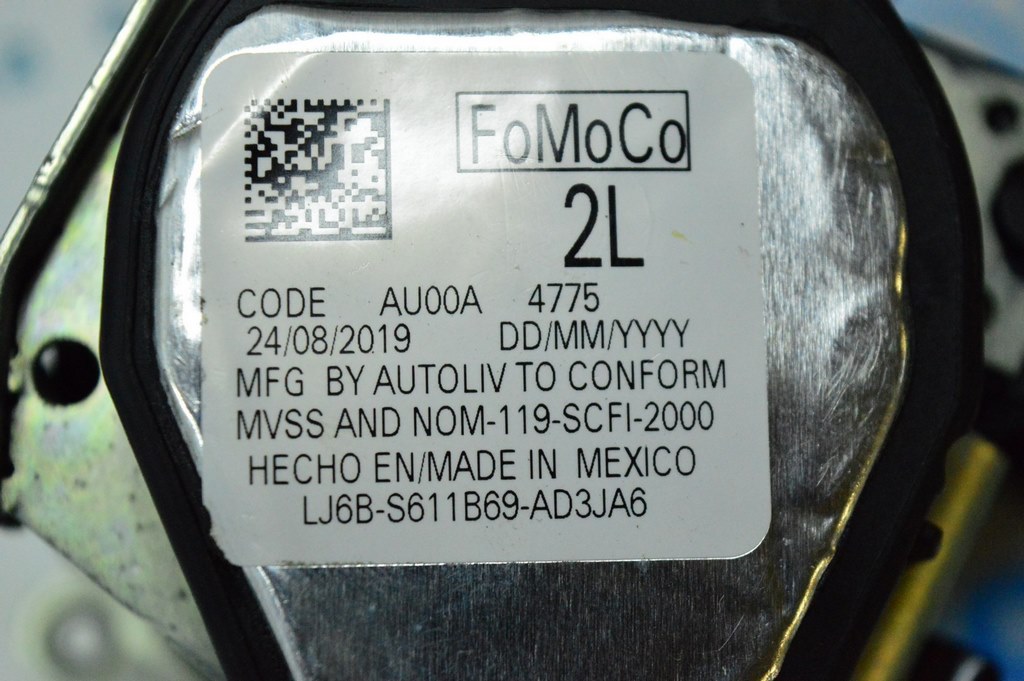 FoMoCo
2L
CODE AU00A 4775
24/08/2019 DD/MM/YYYY
MFG BY AUTOLIV TO CONFORM
MVSS AND NOM-119-SCFI-2000
HECHO EN/MADE IN MEXICO
LJ6B-S611B69-AD3JA6